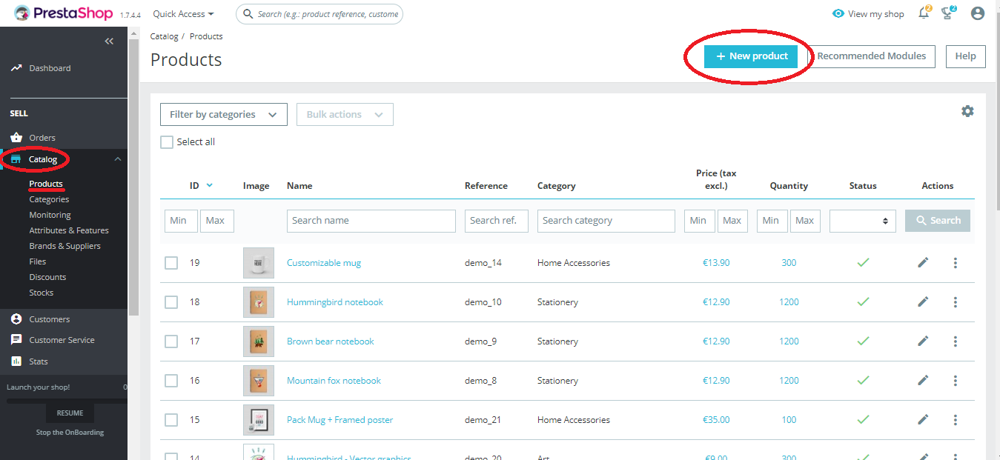 PrestaShop 1.7.4.4 Quick Access Search (e.g.: product reference, custome View my shop 2 2
Catalog / Products
Products
+ New product Recommended Modules Help
Dashboard
SELL
Orders
Catalog
Products
Categories
Monitoring
Attributes & Features
Brands & Suppliers
Files
Discounts
Stocks
Customers
Customer Service
Stats
Launch your shop! 0
RESUME
Stop the OnBoarding
Filter by categories Bulk actions
Select all
ID Image Name Reference Category Price (tax excl.) Quantity Status Actions
Min Max Search name Search ref. Search category Min Max Min Max Search
19 Customizable mug demo_14 Home Accessories €13.90 300
18 Hummingbird notebook demo_10 Stationery €12.90 1200
17 Brown bear notebook demo_9 Stationery €12.90 1200
16 Mountain fox notebook demo_8 Stationery €12.90 1200
15 Pack Mug + Framed poster demo_21 Home Accessories €35.00 100
14 Hummingbird - Vector graphics demo_20 Art €9.00 300